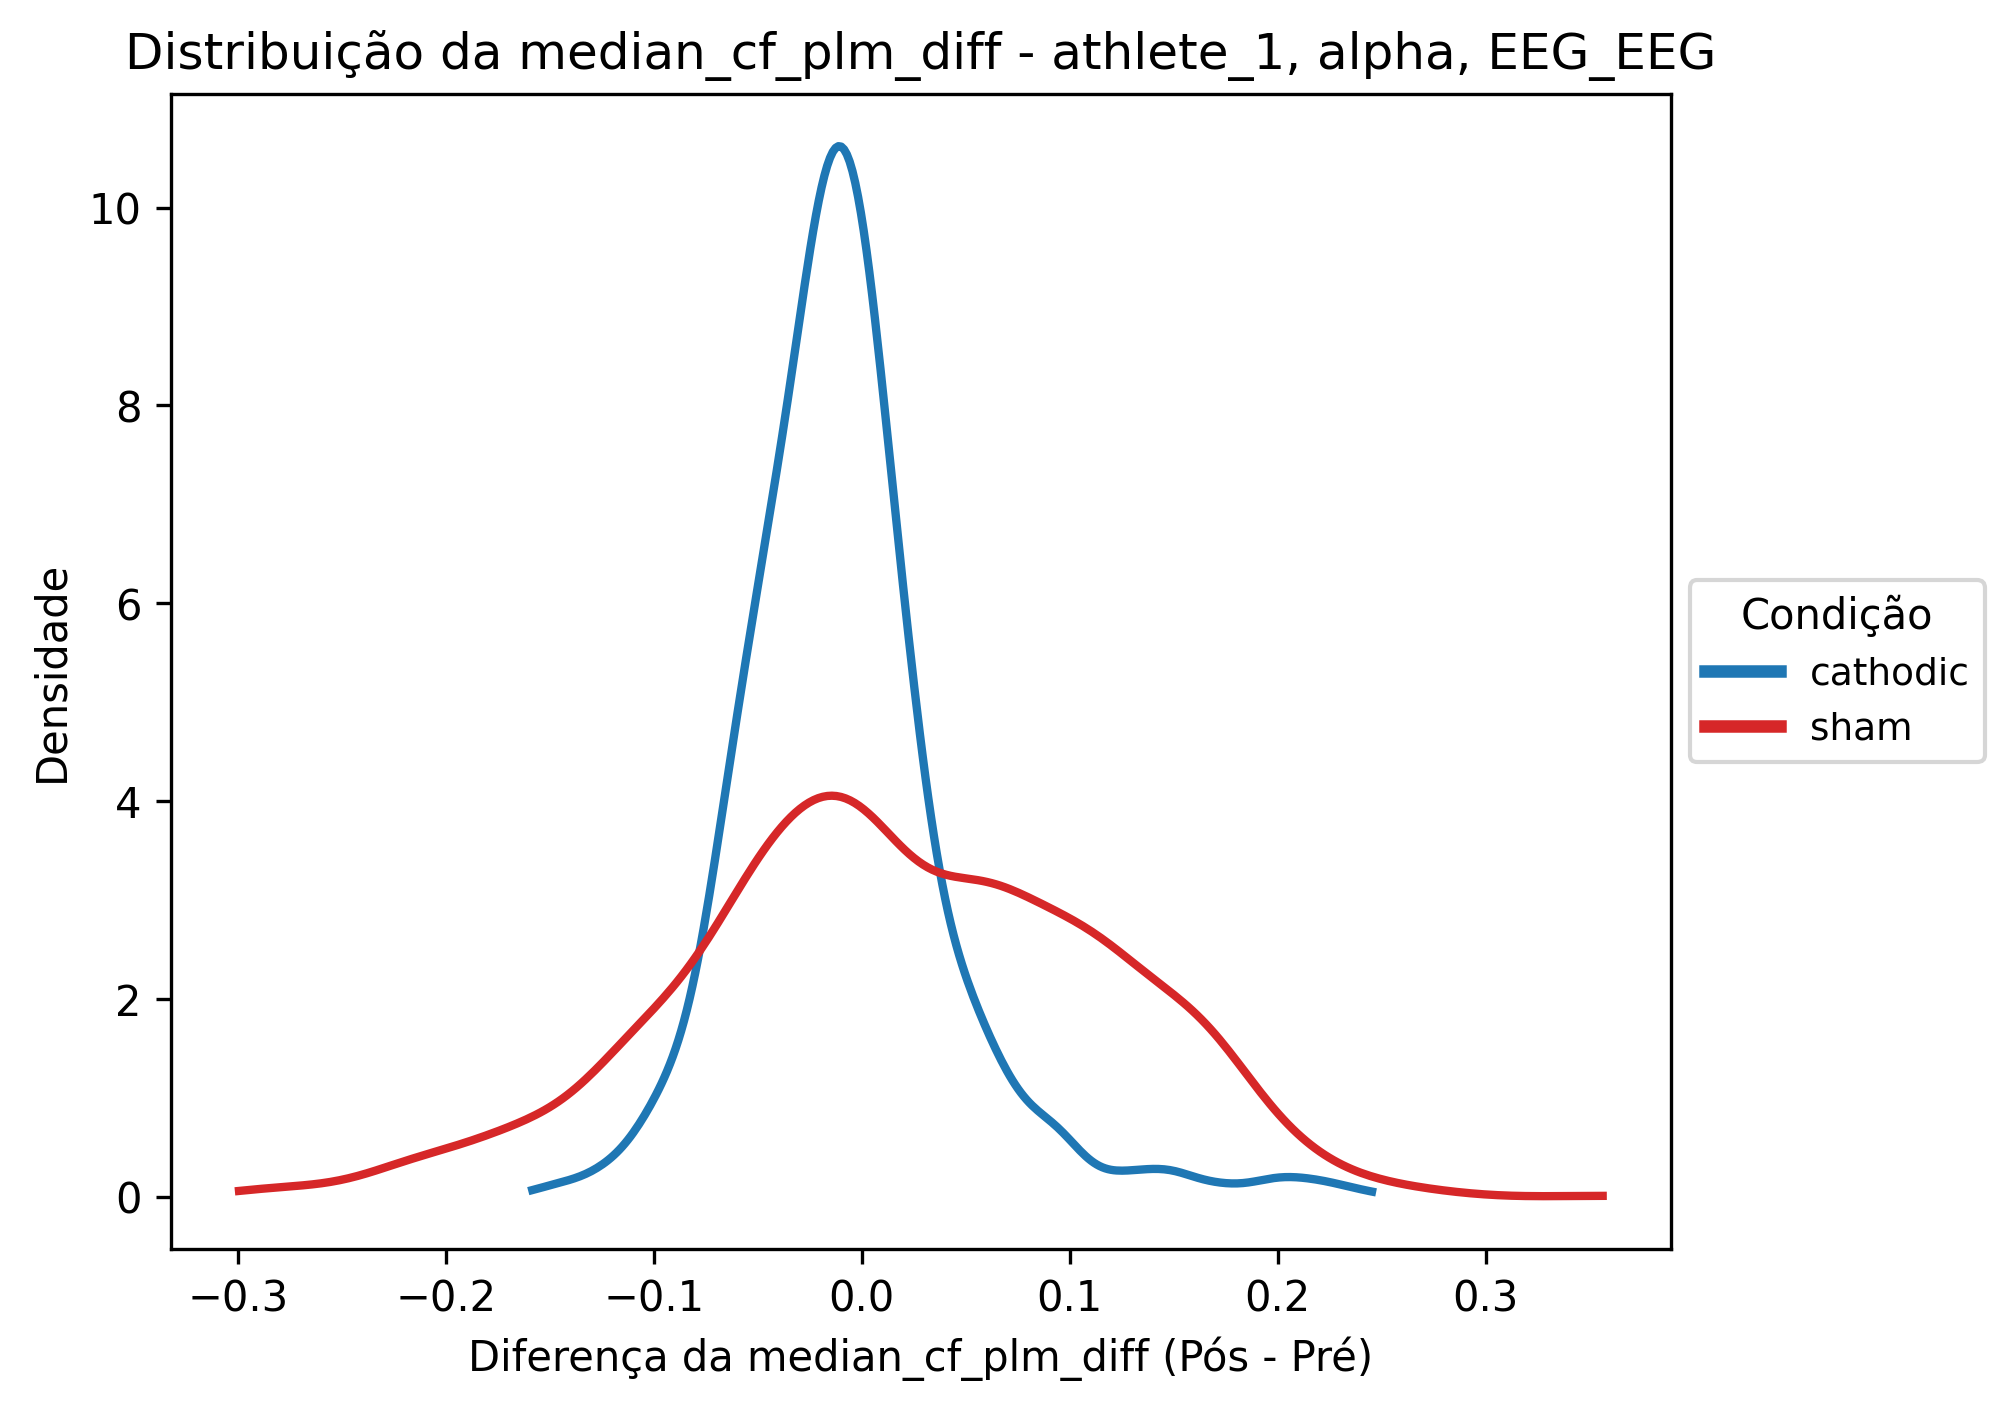 Distribuição da median_cf_plm_diff - athlete_1, alpha, EEG_EEG
Densidade
10
8
6
4
2
0
−0.3 −0.2 −0.1 0.0 0.1 0.2 0.3
Diferença da median_cf_plm_diff (Pós - Pré)
Condição
cathodic
sham